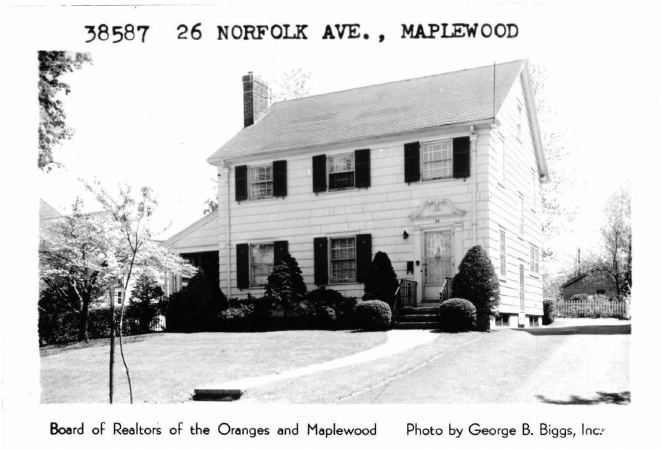 38587 26 NORFOLK AVE., MAPLEWOOD
Board of Realtors of the Oranges and Maplewood Photo by George B. Biggs, Inc.